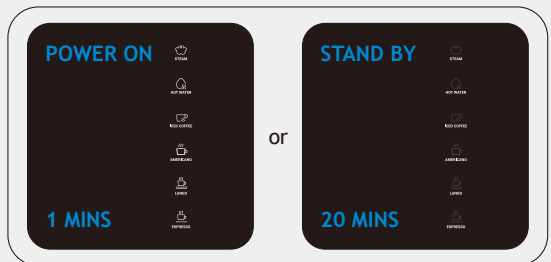 POWER ON
STEAM
HOT WATER
ICED COFFEE
AMERICANO
LUNGO
1 MINS
ESPRESSO
or
STAND BY
STEAM
HOT WATER
ICED COFFEE
AMERICANO
LUNGO
20 MINS
ESPRESSO